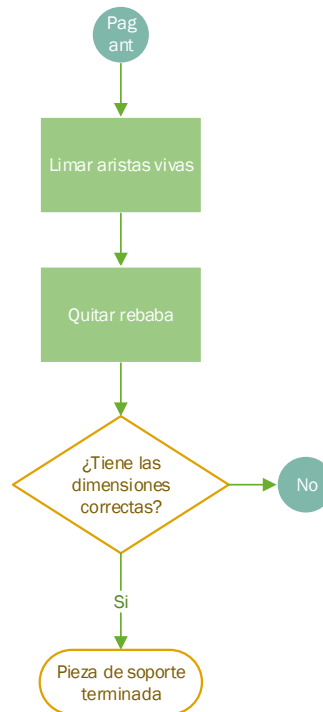 Pag
ant
Limar aristas vivas
Quitar rebaba
¿Tiene las
dimensiones
correctas?
No
Si
Pieza de soporte
terminada